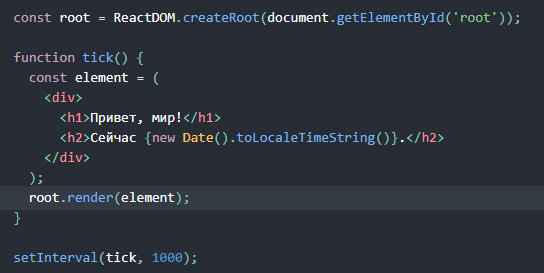 const root = ReactDOM.createRoot(document.getElementById('root'));
function tick() {
  const element = (
    <div>
      <h1>Привет, мир!</h1>
      <h2>Сейчас {new Date().toLocaleTimeString()}.</h2>
    </div>
  );
  root.render(element);
}
setInterval(tick, 1000);